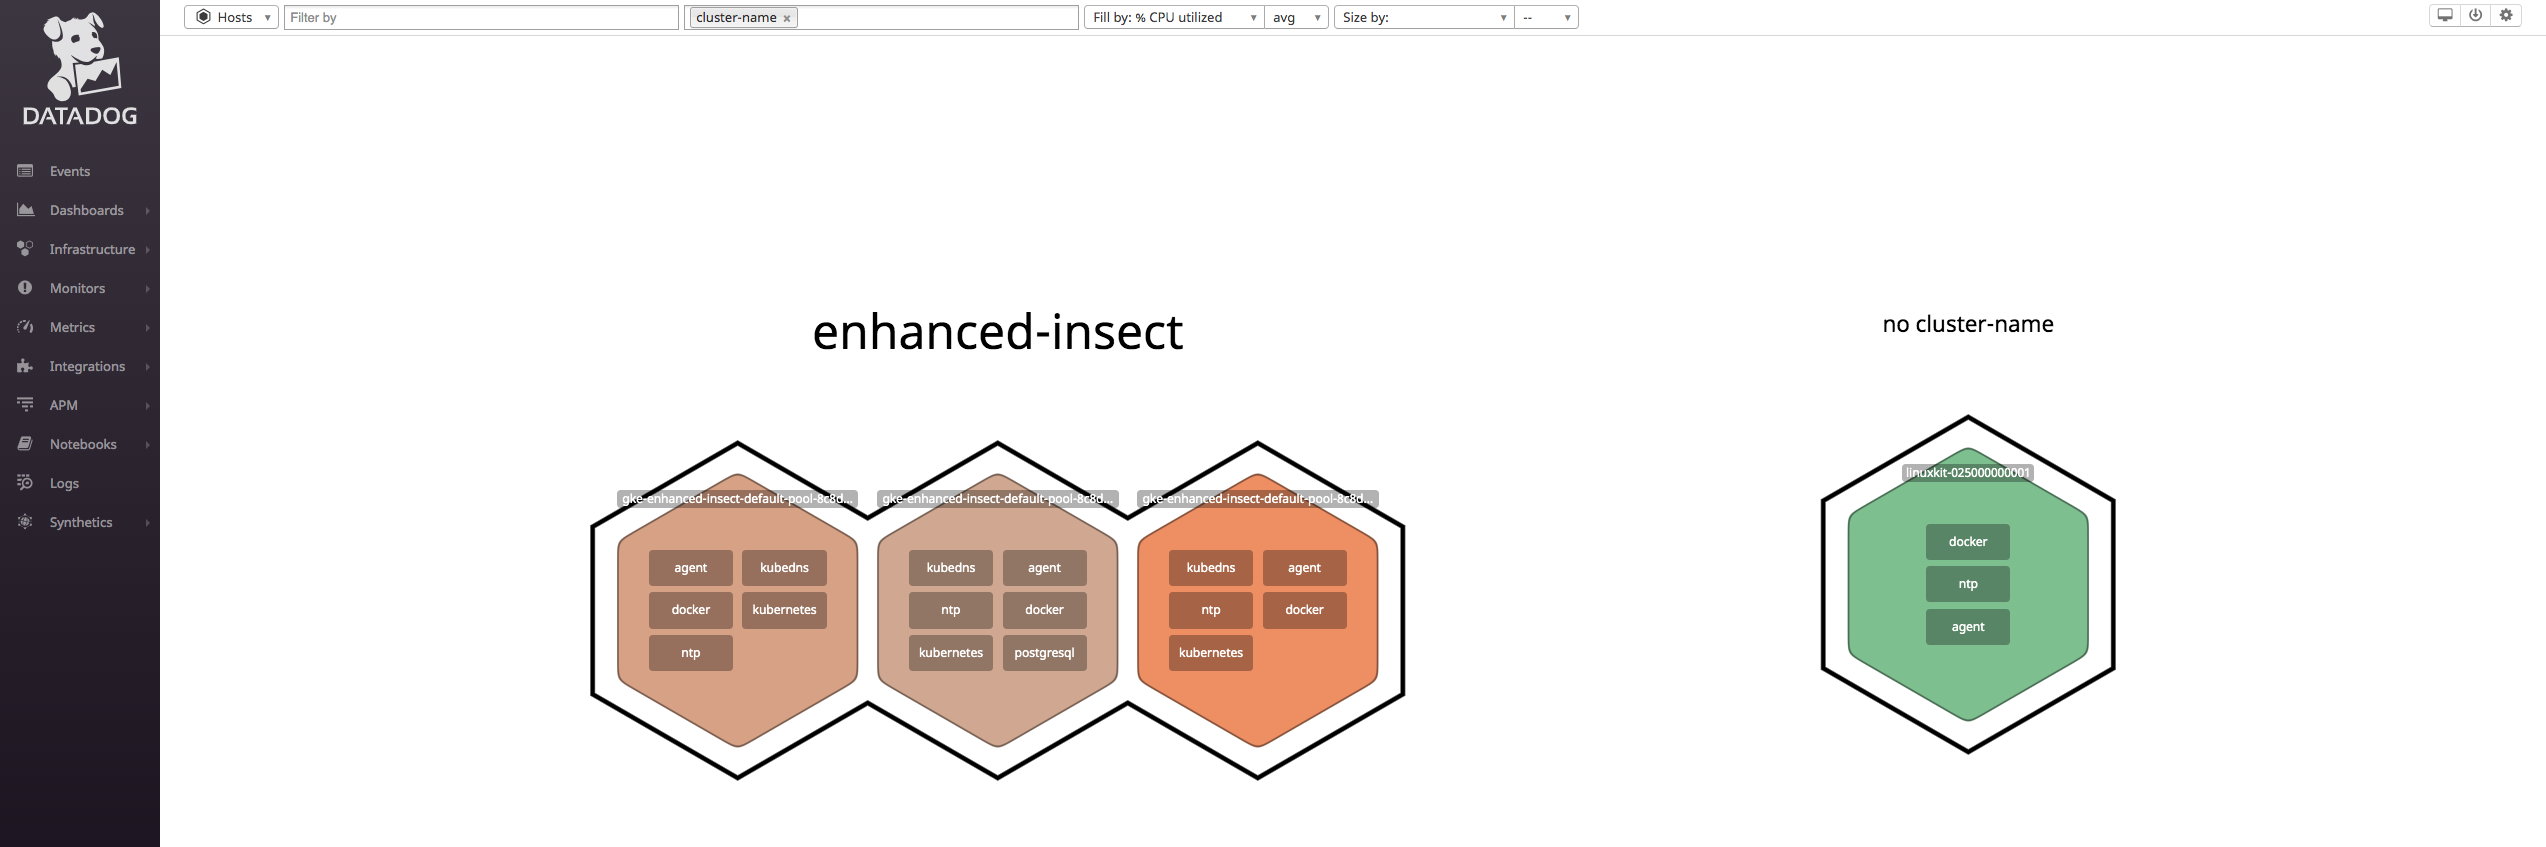 DATADOG
Events
Dashboards
Infrastructure
Monitors
Metrics
Integrations
APM
Notebooks
Logs
Synthetics
Hosts
Filter by
cluster-name ×
Fill by: % CPU utilized
avg
Size by:
--
enhanced-insect
gke-enhanced-insect-default-pool-8c8d...
agent kubedns
docker kubernetes
ntp
gke-enhanced-insect-default-pool-8c8d...
kubedns agent
ntp docker
kubernetes postgresql
gke-enhanced-insect-default-pool-8c8d...
kubedns agent
ntp docker
kubernetes
no cluster-name
linuxkit-025000000001
docker
ntp
agent